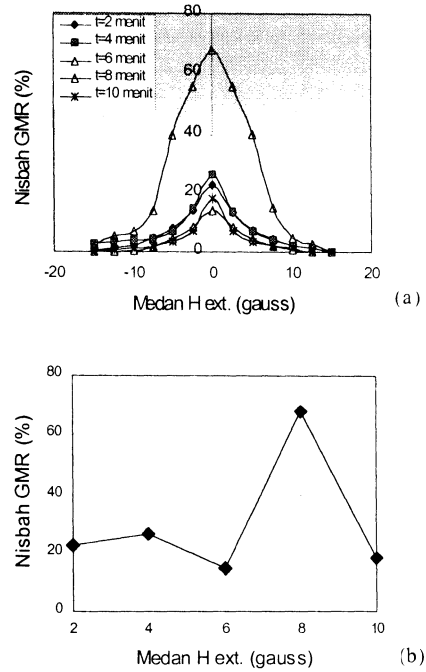 80
t=2 menit
t=4 menit
t=6 menit
t=8 menit
t=10 menit
60
40
20
0
Nisbah GMR (%)
-20 -10 0 10 20
Medan H ext. (gauss)
(a)
80
60
40
20
0
Nisbah GMR (%)
2 4 6 8 10
Medan H ext. (gauss)
(b)